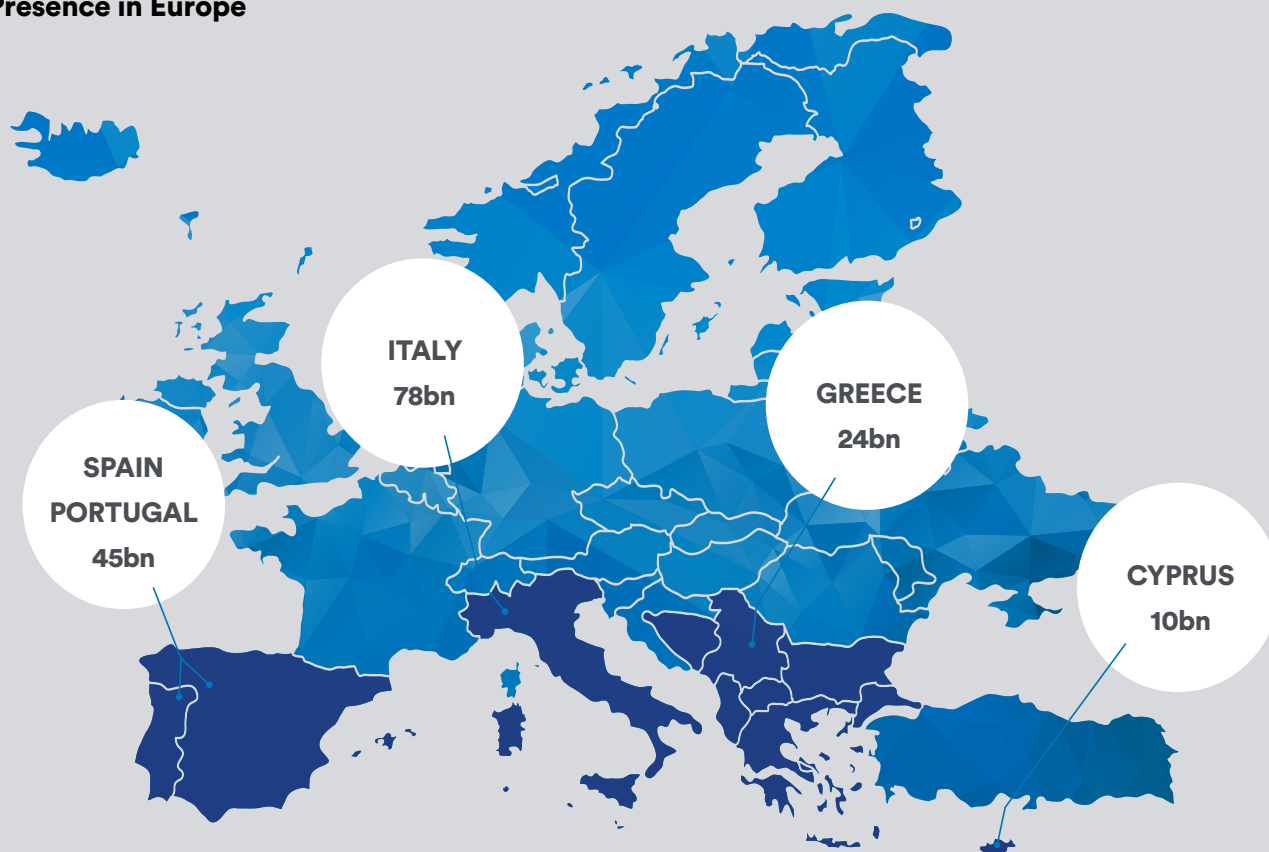 Presence in Europe
ITALY
78bn
GREECE
24bn
SPAIN
PORTUGAL
45bn
CYPRUS
10bn